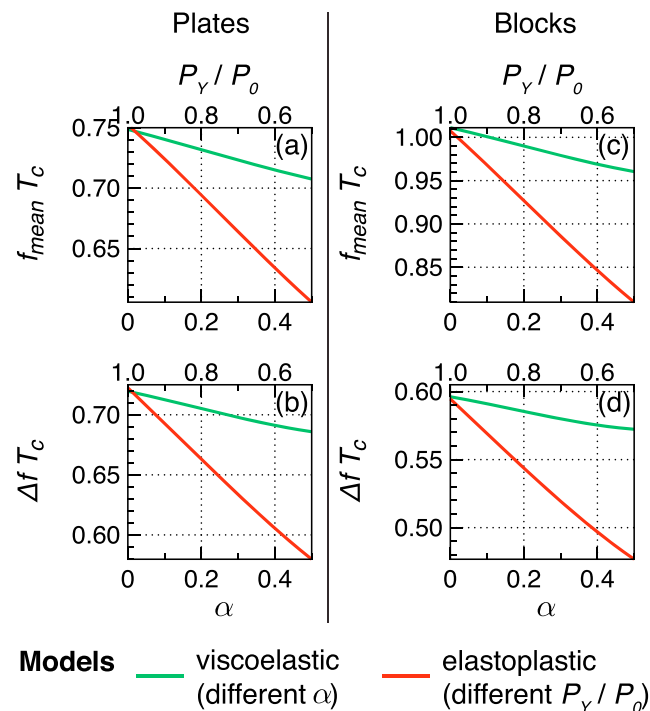 Plates Blocks
P_Y / P_0 P_Y / P_0
1.0 0.8 0.6 1.0 0.8 0.6
0.75 (a) 1.00 (c)
0.70 0.95
0.65 0.90
0.85
f_mean T_c f_mean T_c
0 0.2 0.4 0 0.2 0.4
1.0 0.8 0.6 1.0 0.8 0.6
(b) 0.60 (d)
0.70 0.55
0.65 0.50
0.60
Δf T_c Δf T_c
0 0.2 0.4 0 0.2 0.4
α α
Models viscoelastic elastoplastic
(different α) (different P_Y / P_0)